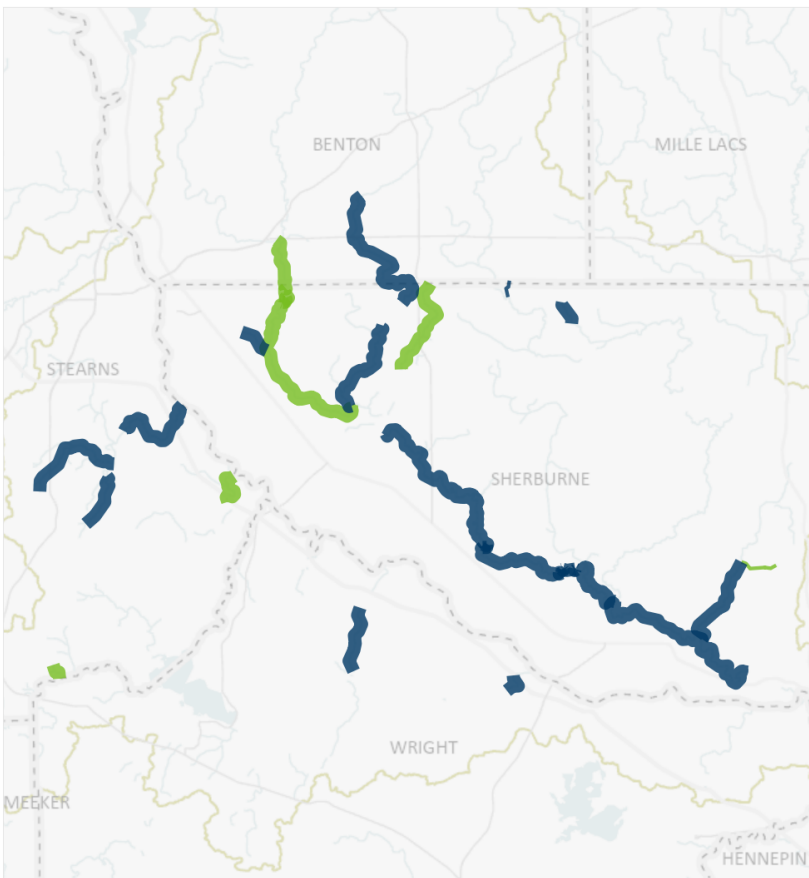 BENTON
MILLE LACS
STEARNS
SHERBURNE
WRIGHT
MEEKER
HENNEPIN